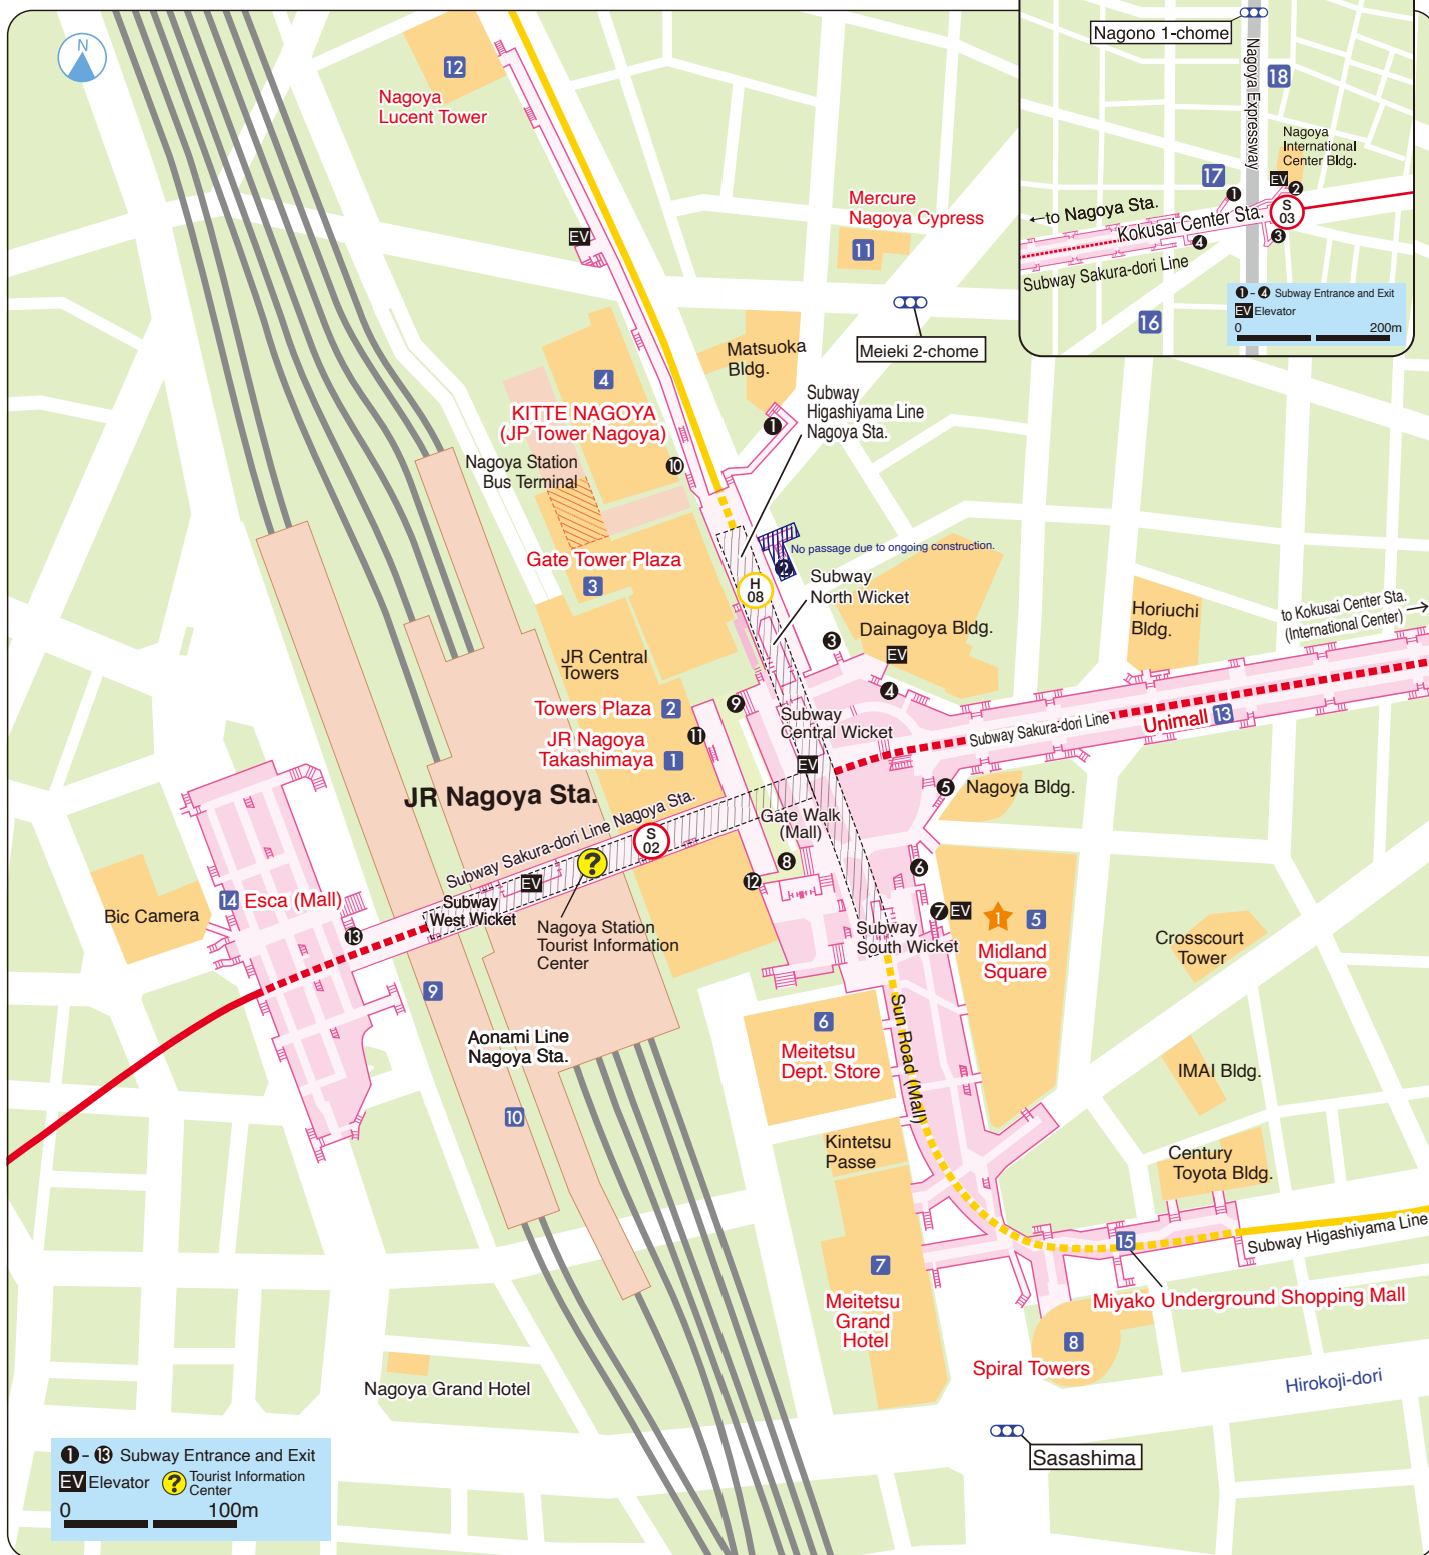 N
12
Nagoya
Lucent Tower
EV
Mercure
Nagoya Cypress
11
Meieki 2-chome
Matsuoka
Bldg.
Subway
Higashiyama Line
Nagoya Sta.
1
4
KITTE NAGOYA
(JP Tower Nagoya)
10
Nagoya Station
Bus Terminal
Gate Tower Plaza
3
No passage due to ongoing construction.
2
H
08
Subway
North Wicket
3
Dainagoya Bldg.
EV
4
Horiuchi
Bldg.
to Kokusai Center Sta.
(International Center)
JR Central
Towers
Towers Plaza
2
9
11
JR Nagoya
Takashimaya
1
Subway
Central Wicket
EV
Subway Sakura-dori Line
Unimall
13
5
Nagoya Bldg.
JR Nagoya Sta.
Subway Sakura-dori Line Nagoya Sta.
S
02
?
EV
Gate Walk
(Mall)
8
12
6
7
EV
1
5
Midland
Square
Subway
South Wicket
Bic Camera
14
Esca (Mall)
13
Subway
West Wicket
Nagoya Station
Tourist Information
Center
Crosscourt
Tower
9
Aonami Line
Nagoya Sta.
10
6
Meitetsu
Dept. Store
Sun Road (Mall)
IMAI Bldg.
Kintetsu
Passe
Century
Toyota Bldg.
15
Subway Higashiyama Line
7
Meitetsu
Grand
Hotel
Miyako Underground Shopping Mall
8
Spiral Towers
Hirokoji-dori
Nagoya Grand Hotel
Sasashima
1 - 13 Subway Entrance and Exit
EV Elevator
? Tourist Information
Center
0 100m
Nagono 1-chome
Nagoya Expressway
18
Nagoya
International
Center Bldg.
17
1
EV
2
←to Nagoya Sta.
Kokusai Center Sta.
S
03
3
4
Subway Sakura-dori Line
16
1 - 4 Subway Entrance and Exit
EV Elevator
0 200m